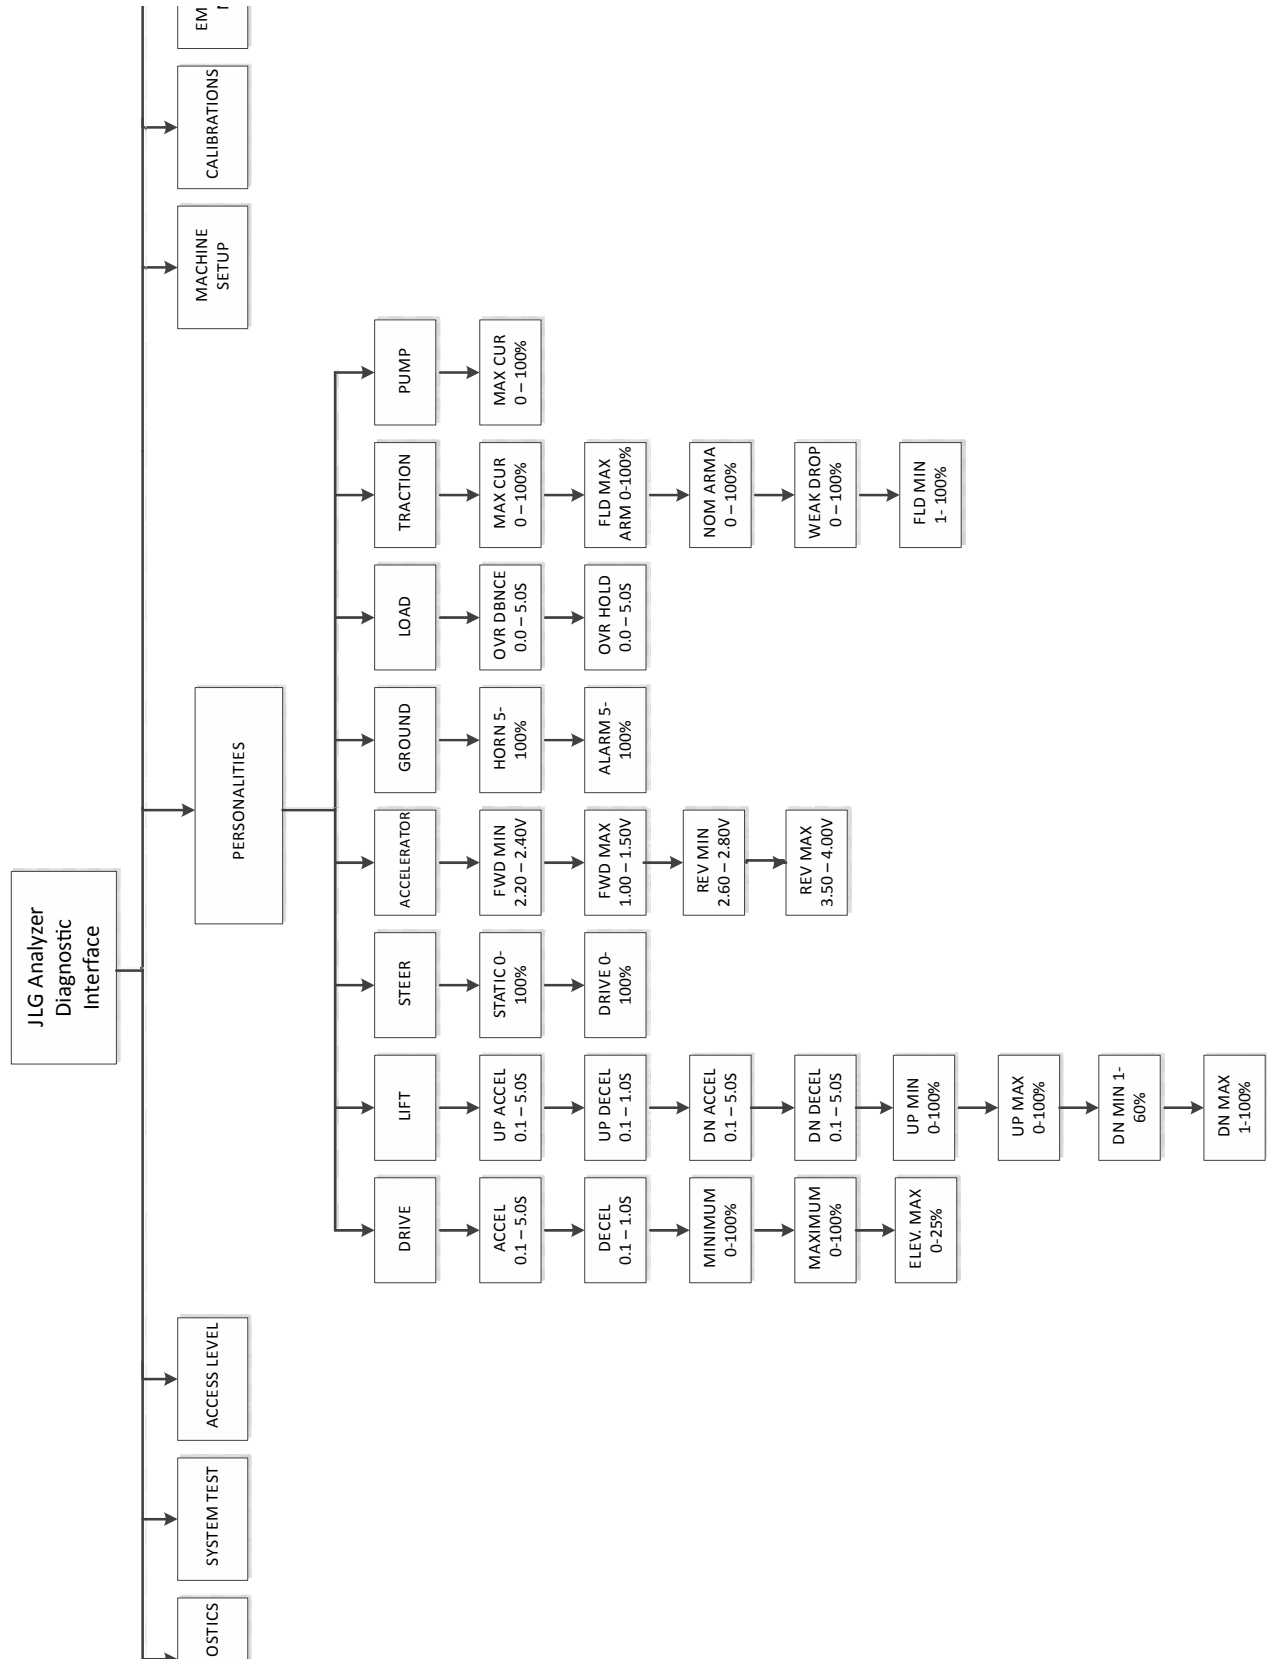 JLG Analyzer
Diagnostic
Interface
OSTICS
SYSTEM TEST
ACCESS LEVEL
PERSONALITIES
MACHINE
SETUP
CALIBRATIONS
EM
DRIVE
ACCEL
0.1 – 5.0S
DECEL
0.1 – 1.0S
MINIMUM
0-100%
MAXIMUM
0-100%
ELEV. MAX
0-25%
LIFT
UP ACCEL
0.1 – 5.0S
UP DECEL
0.1 – 1.0S
DN ACCEL
0.1 – 5.0S
DN DECEL
0.1 – 5.0S
UP MIN
0-100%
UP MAX
0-100%
DN MIN 1-
60%
DN MAX
1-100%
STEER
STATIC 0-
100%
DRIVE 0-
100%
ACCELERATOR
FWD MIN
2.20 – 2.40V
FWD MAX
1.00 – 1.50V
REV MIN
2.60 – 2.80V
REV MAX
3.50 – 4.00V
GROUND
HORN 5-
100%
ALARM 5-
100%
LOAD
OVR DBNCE
0.0 – 5.0S
OVR HOLD
0.0 – 5.0S
TRACTION
MAX CUR
0 – 100%
FLD MAX
ARM 0-100%
NOM ARMA
0 – 100%
WEAK DROP
0 – 100%
FLD MIN
1- 100%
PUMP
MAX CUR
0 – 100%